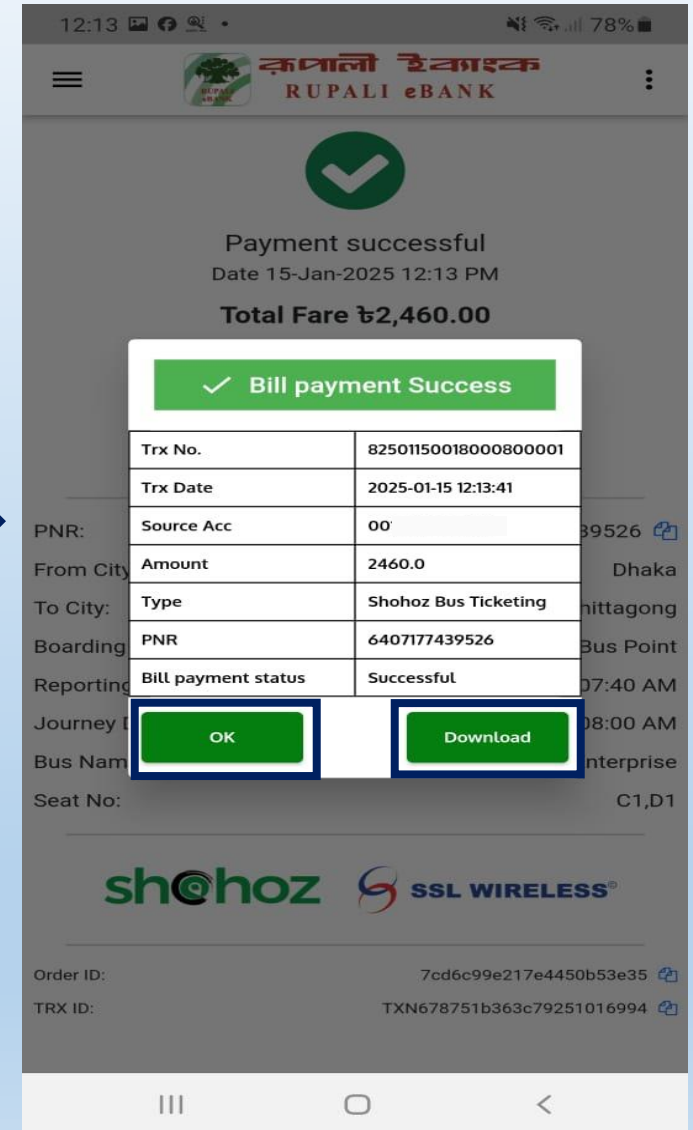 12:13 78%
রূপালী ইব্যাংক
RUPALI eBANK
RUPALI
eBANK
Payment successful
Date 15-Jan-2025 12:13 PM
Total Fare ৳2,460.00
Bill payment Success
Trx No. 82501150018000800001
Trx Date 2025-01-15 12:13:41
Source Acc 00
Amount 2460.0
Type Shohoz Bus Ticketing
PNR 6407177439526
Bill payment status Successful
OK Download
PNR: 39526
From City Dhaka
To City: hittagong
Boarding Bus Point
Reporting 07:40 AM
Journey D 08:00 AM
Bus Nam nterprise
Seat No: C1,D1
shohoz SSL WIRELESS
Order ID: 7cd6c99e217e4450b53e35
TRX ID: TXN678751b363c79251016994